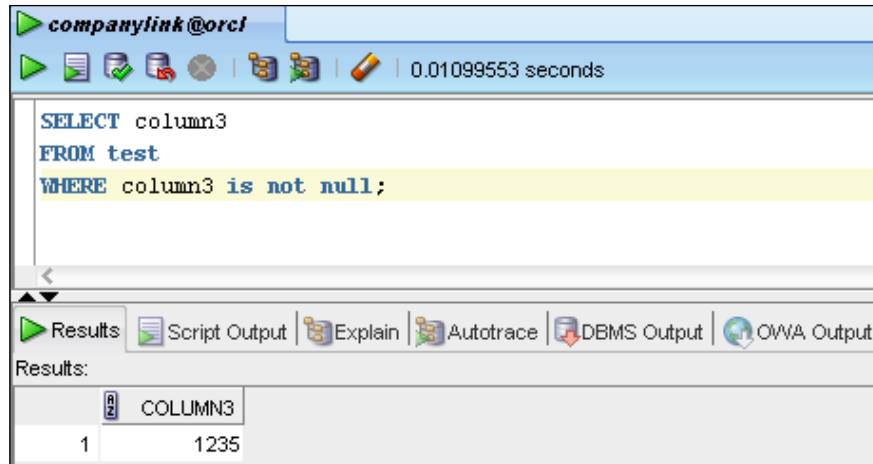 companylink@orcl
0.01099553 seconds
SELECT column3
FROM test
WHERE column3 is not null;
Results Script Output Explain Autotrace DBMS Output OWA Output
Results:
COLUMN3
1 1235